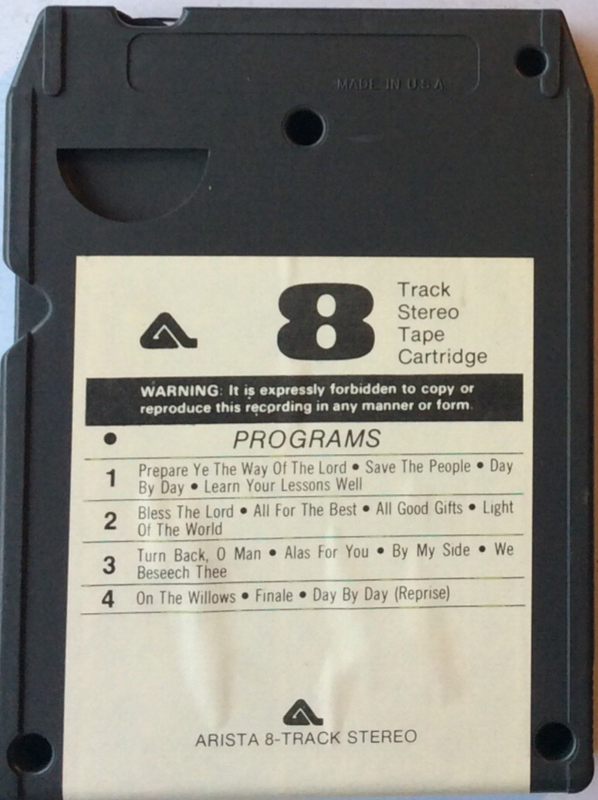 MADE IN U S A
8
Track
Stereo
Tape
Cartridge
WARNING: It is expressly forbidden to copy or
reproduce this recording in any manner or form.
• PROGRAMS
1 Prepare Ye The Way Of The Lord • Save The People • Day
By Day • Learn Your Lessons Well
2 Bless The Lord • All For The Best • All Good Gifts • Light
Of The World
3 Turn Back, O Man • Alas For You • By My Side • We
Beseech Thee
4 On The Willows • Finale • Day By Day (Reprise)
ARISTA 8-TRACK STEREO